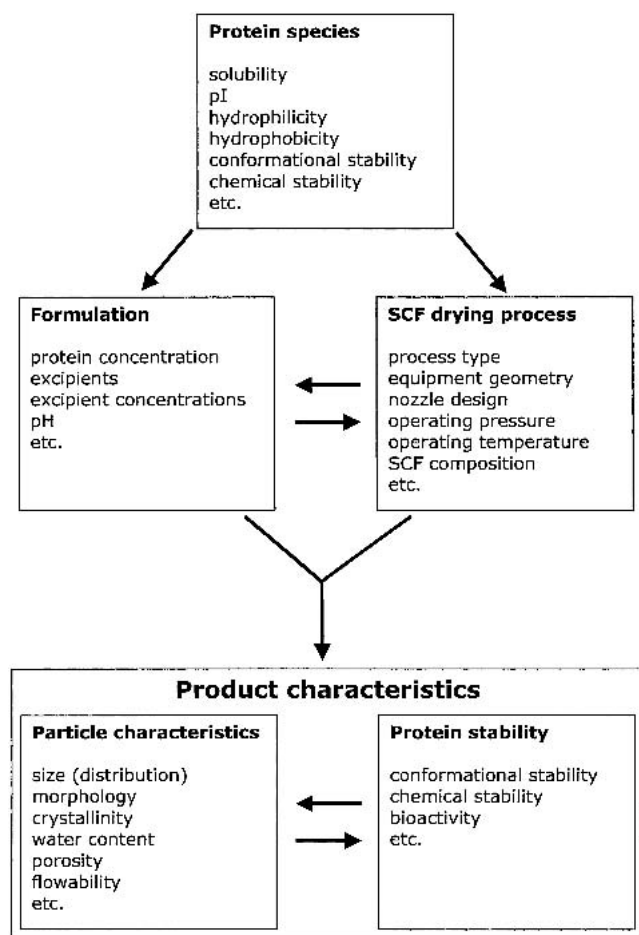 Protein species
solubility
pI
hydrophilicity
hydrophobicity
conformational stability
chemical stability
etc.
Formulation
protein concentration
excipients
excipient concentrations
pH
etc.
SCF drying process
process type
equipment geometry
nozzle design
operating pressure
operating temperature
SCF composition
etc.
Product characteristics
Particle characteristics
size (distribution)
morphology
crystallinity
water content
porosity
flowability
etc.
Protein stability
conformational stability
chemical stability
bioactivity
etc.